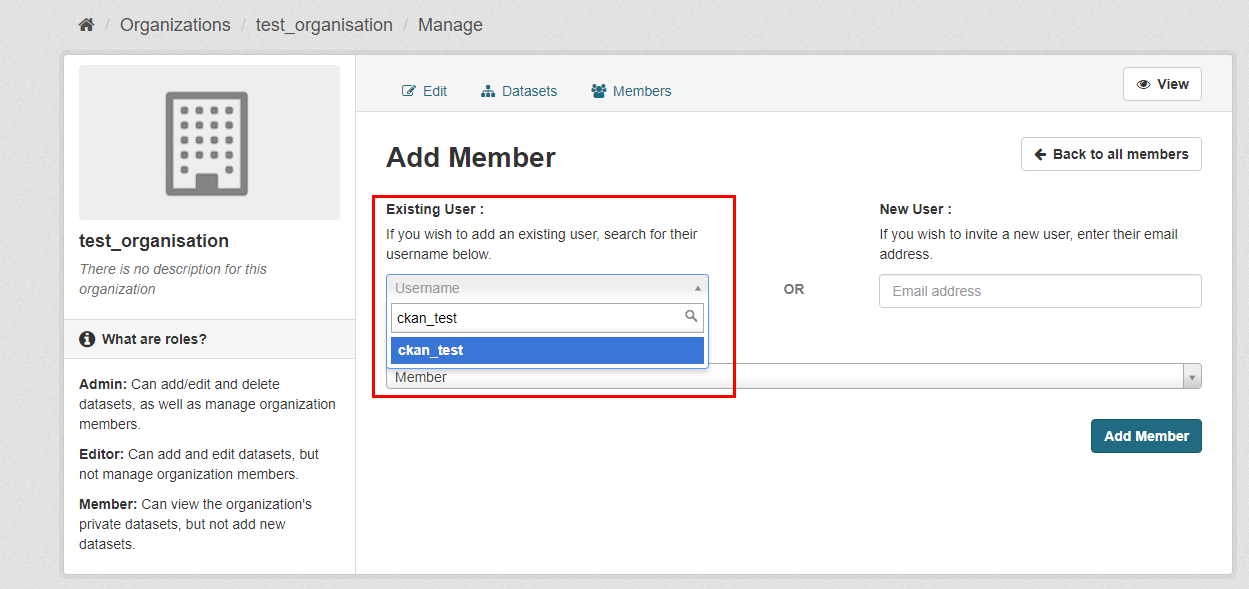 / Organizations / test_organisation / Manage
test_organisation
There is no description for this
organization
What are roles?
Admin: Can add/edit and delete
datasets, as well as manage organization
members.
Editor: Can add and edit datasets, but
not manage organization members.
Member: Can view the organization's
private datasets, but not add new
datasets.
Edit Datasets Members
View
Add Member
Back to all members
Existing User :
If you wish to add an existing user, search for their
username below.
Username
ckan_test
ckan_test
OR
New User :
If you wish to invite a new user, enter their email
address.
Email address
Member
Add Member